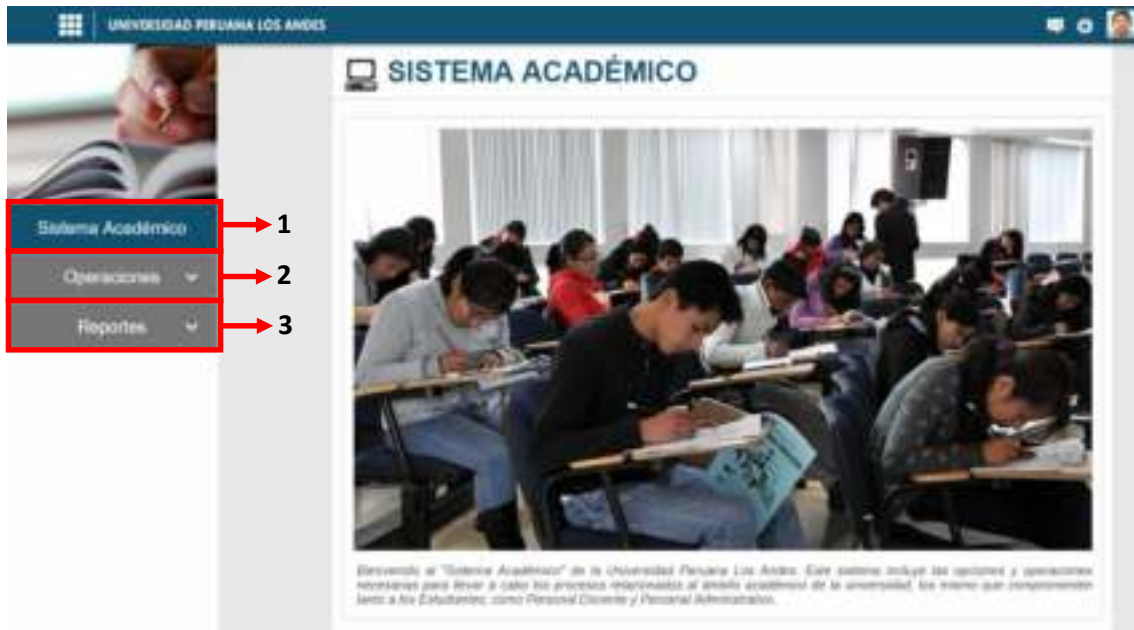 UNIVERSIDAD PERUANA LOS ANDES
SISTEMA ACADÉMICO
Sistema Académico
1
Operaciones
2
Reportes
3
Bienvenido al "Sistema Académico" de la Universidad Peruana Los Andes. Este sistema incluye las opciones y operaciones
necesarias para llevar a cabo los procesos relacionados al ámbito académico de la universidad, los mismo que comprometen
tanto a los Estudiantes, como Personal Docente y Personal Administrativo.